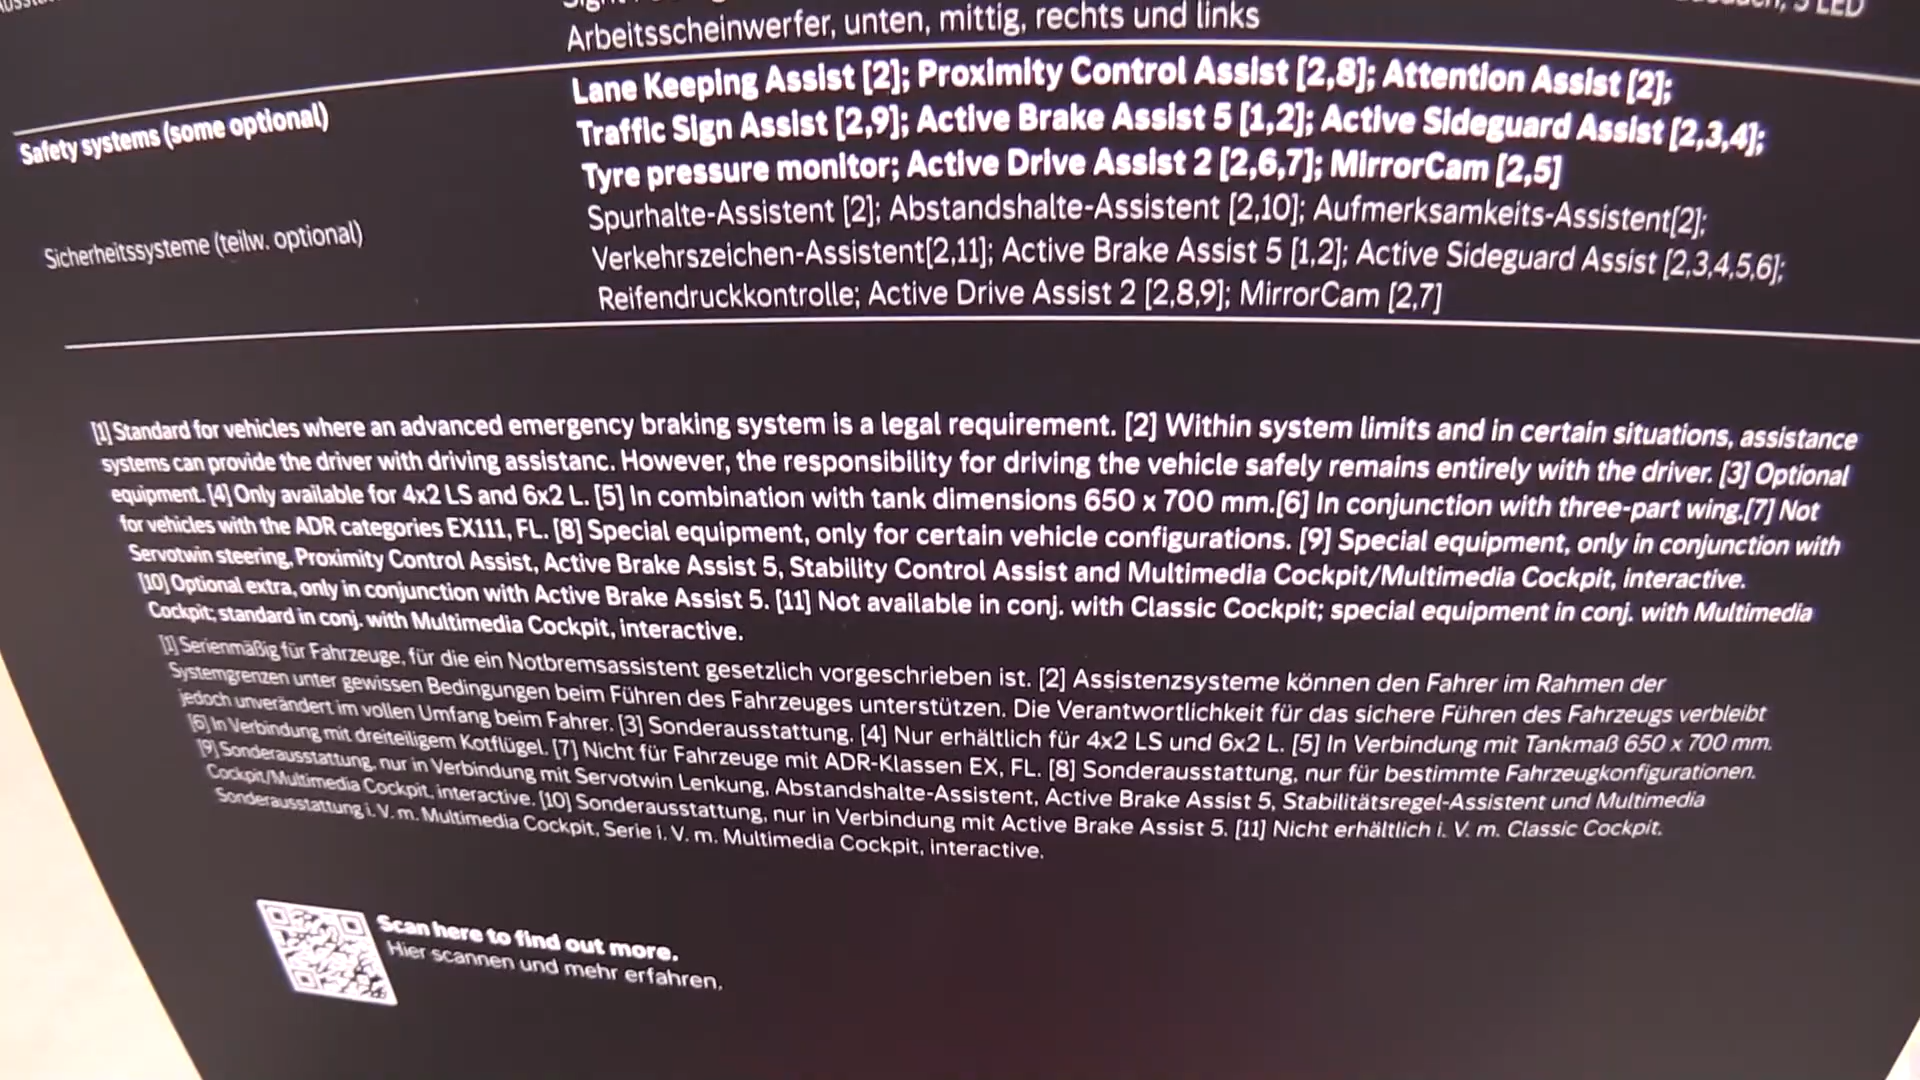 5 LED
Arbeitsscheinwerfer, unten, mittig, rechts und links
Safety systems (some optional)
Lane Keeping Assist [2]; Proximity Control Assist [2,8]; Attention Assist [2];
Traffic Sign Assist [2,9]; Active Brake Assist 5 [1,2]; Active Sideguard Assist [2,3,4];
Tyre pressure monitor; Active Drive Assist 2 [2,6,7]; MirrorCam [2,5]
Sicherheitssysteme (teilw. optional)
Spurhalte-Assistent [2]; Abstandshalte-Assistent [2,10]; Aufmerksamkeits-Assistent[2];
Verkehrszeichen-Assistent[2,11]; Active Brake Assist 5 [1,2]; Active Sideguard Assist [2,3,4,5,6];
Reifendruckkontrolle; Active Drive Assist 2 [2,8,9]; MirrorCam [2,7]
[1] Standard for vehicles where an advanced emergency braking system is a legal requirement. [2] Within system limits and in certain situations, assistance
systems can provide the driver with driving assistanc. However, the responsibility for driving the vehicle safely remains entirely with the driver. [3] Optional
equipment. [4] Only available for 4x2 LS and 6x2 L. [5] In combination with tank dimensions 650 x 700 mm.[6] In conjunction with three-part wing.[7] Not
for vehicles with the ADR categories EX111, FL. [8] Special equipment, only for certain vehicle configurations. [9] Special equipment, only in conjunction with
Servotwin steering, Proximity Control Assist, Active Brake Assist 5, Stability Control Assist and Multimedia Cockpit/Multimedia Cockpit, interactive.
[10] Optional extra, only in conjunction with Active Brake Assist 5. [11] Not available in conj. with Classic Cockpit; special equipment in conj. with Multimedia
Cockpit; standard in conj. with Multimedia Cockpit, interactive.
[1] Serienmäßig für Fahrzeuge, für die ein Notbremsassistent gesetzlich vorgeschrieben ist. [2] Assistenzsysteme können den Fahrer im Rahmen der
Systemgrenzen unter gewissen Bedingungen beim Führen des Fahrzeuges unterstützen. Die Verantwortlichkeit für das sichere Führen des Fahrzeugs verbleibt
jedoch unverändert im vollen Umfang beim Fahrer. [3] Sonderausstattung. [4] Nur erhältlich für 4x2 LS und 6x2 L. [5] In Verbindung mit Tankmaß 650 x 700 mm.
[6] In Verbindung mit dreiteiligem Kotflügel. [7] Nicht für Fahrzeuge mit ADR-Klassen EX, FL. [8] Sonderausstattung, nur für bestimmte Fahrzeugkonfigurationen.
[9] Sonderausstattung, nur in Verbindung mit Servotwin Lenkung, Abstandshalte-Assistent, Active Brake Assist 5, Stabilitätsregel-Assistent und Multimedia
Cockpit/Multimedia Cockpit, interactive. [10] Sonderausstattung, nur in Verbindung mit Active Brake Assist 5. [11] Nicht erhältlich i. V. m. Classic Cockpit.
Sonderausstattung i. V. m. Multimedia Cockpit, Serie i. V. m. Multimedia Cockpit, interactive.
Scan here to find out more.
Hier scannen und mehr erfahren.